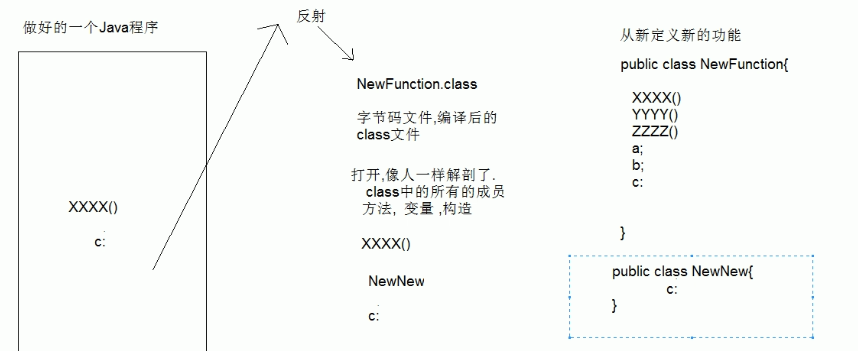 做好的一个Java程序
XXXX()
c:
反射
NewFunction.class
字节码文件,编译后的
class文件
打开,像人一样解剖了.
class中的所有的成员
方法, 变量 ,构造
XXXX()
NewNew
c:
从新定义新的功能
public class NewFunction{
XXXX()
YYYY()
ZZZZ()
a;
b;
c:
}
public class NewNew{
c:
}